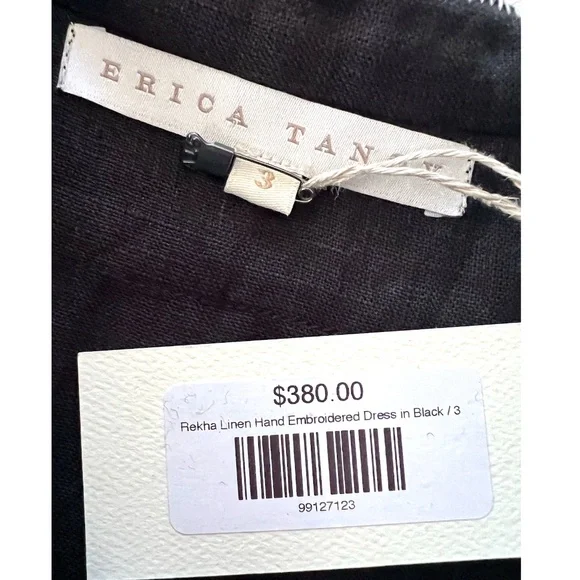 ERICA TAN
3
$380.00
Rekha Linen Hand Embroidered Dress in Black / 3
99127123